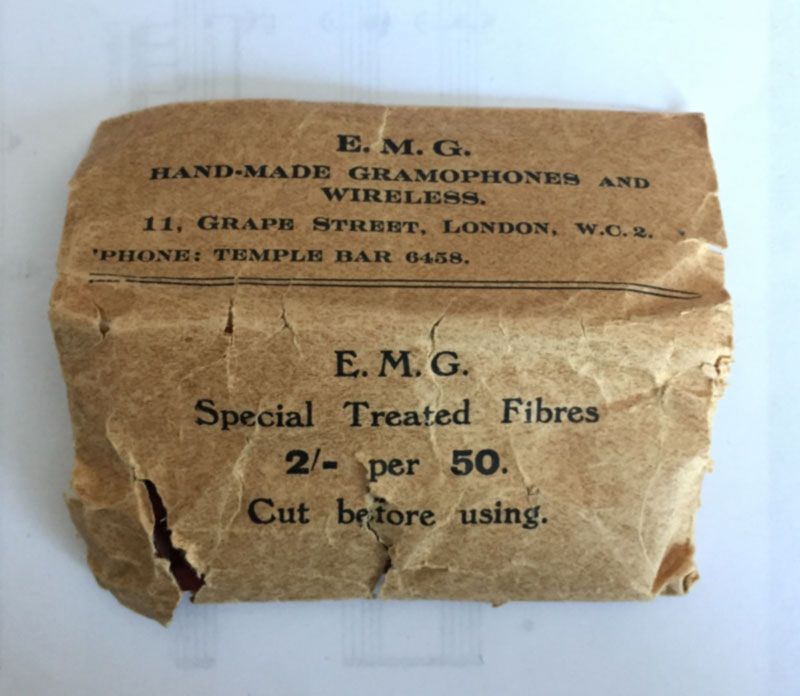 E. M. G.
HAND-MADE GRAMOPHONES AND
WIRELESS.
11, GRAPE STREET, LONDON, W.C.2.
'PHONE: TEMPLE BAR 6458.
E. M. G.
Special Treated Fibres
2/- per 50.
Cut before using.